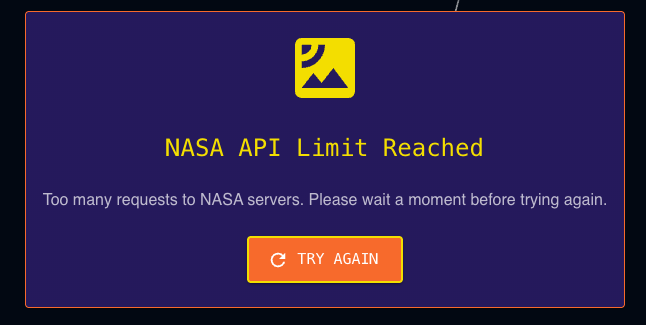 NASA API Limit Reached
Too many requests to NASA servers. Please wait a moment before trying again.
TRY AGAIN